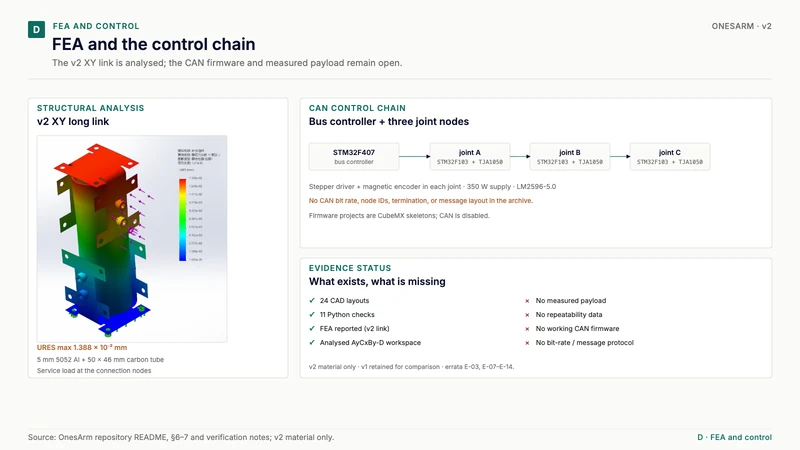 D
FEA AND CONTROL
ONESARM · v2
FEA and the control chain
The v2 XY link is analysed; the CAN firmware and measured payload remain open.
STRUCTURAL ANALYSIS
v2 XY long link
URES max 1.388 × 10⁻² mm
5 mm 5052 Al + 50 × 46 mm carbon tube
Service load at the connection nodes
CAN CONTROL CHAIN
Bus controller + three joint nodes
STM32F407
bus controller
joint A
STM32F103 + TJA1050
joint B
STM32F103 + TJA1050
joint C
STM32F103 + TJA1050
Stepper driver + magnetic encoder in each joint · 350 W supply · LM2596-5.0
No CAN bit rate, node IDs, termination, or message layout in the archive.
Firmware projects are CubeMX skeletons; CAN is disabled.
EVIDENCE STATUS
What exists, what is missing
✓ 24 CAD layouts
✓ 11 Python checks
✓ FEA reported (v2 link)
✓ Analysed AyCxBy-D workspace
× No measured payload
× No repeatability data
× No working CAN firmware
× No bit-rate / message protocol
v2 material only · v1 retained for comparison · errata E-03, E-07–E-14.
Source: OnesArm repository README, §6–7 and verification notes; v2 material only.
D · FEA and control